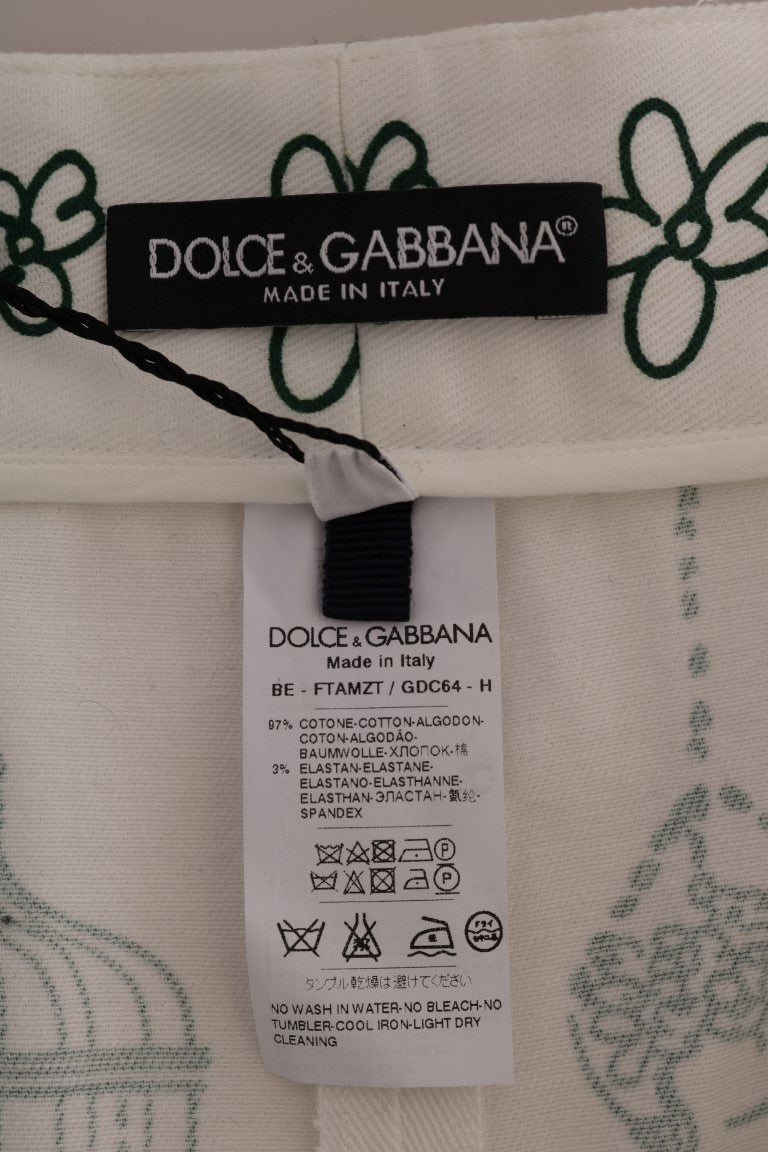 DOLCE & GABBANA®
MADE IN ITALY
DOLCE & GABBANA
Made in Italy
BE - FTAMZT / GDC64 - H
97% COTONE-COTTON-ALGODON-
COTON-ALGODÃO-
BAUMWOLLE-ХЛОПОК-棉
3% ELASTAN-ELASTANE-
ELASTANO-ELASTHANNE-
ELASTHAN-ЭЛАСТАН-氨纶-
SPANDEX
P
P
ドライ
タンブル乾燥は避けてください
NO WASH IN WATER-NO BLEACH-NO
TUMBLER-COOL IRON-LIGHT DRY
CLEANING